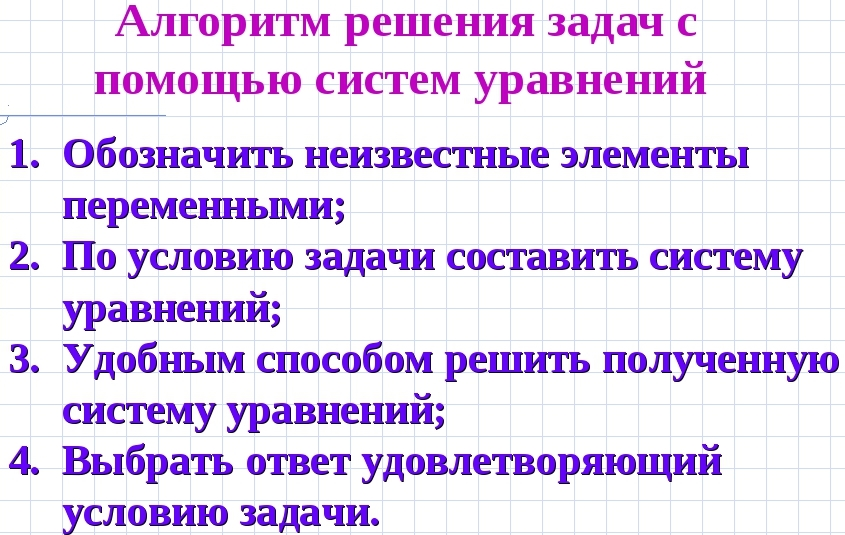 Алгоритм решения задач с
помощью систем уравнений
1. Обозначить неизвестные элементы
переменными;
2. По условию задачи составить систему
уравнений;
3. Удобным способом решить полученную
систему уравнений;
4. Выбрать ответ удовлетворяющий
условию задачи.